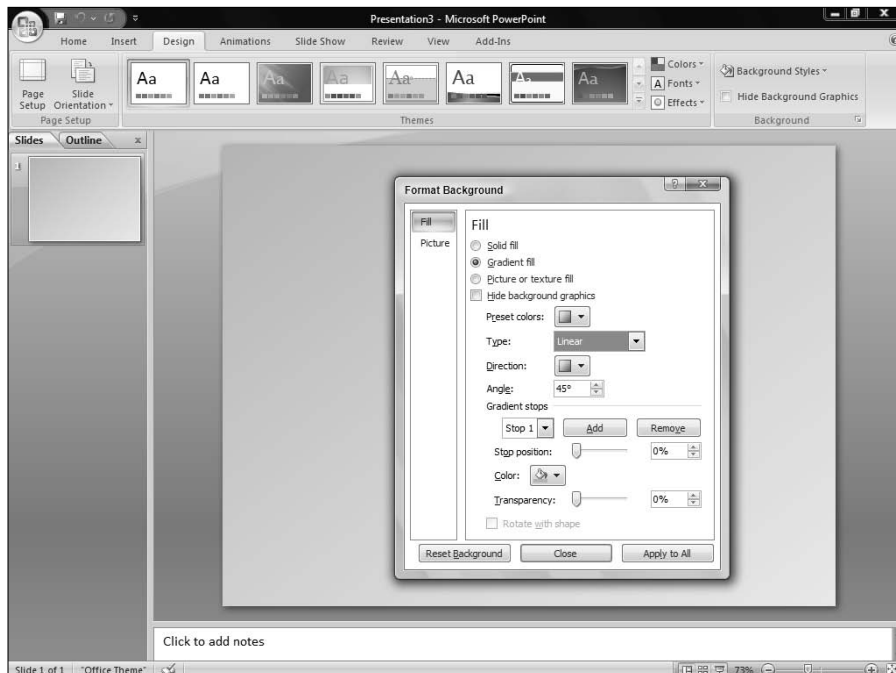 Presentation3 - Microsoft PowerPoint
Home Insert Design Animations Slide Show Review View Add-Ins
Page Setup
Slide Orientation
Aa Aa Aa Aa Aa Aa Aa Aa
Colors
A Fonts
Effects
Background Styles
Hide Background Graphics
Page Setup Themes Background
Slides Outline x
1
Format Background
? X
Fill
Picture
Fill
Solid fill
Gradient fill
Picture or texture fill
Hide background graphics
Preset colors:
Type: Linear
Direction:
Angle: 45°
Gradient stops
Stop 1 Add Remove
Stop position: 0%
Color:
Transparency: 0%
Rotate with shape
Reset Background Close Apply to All
Click to add notes
Slide 1 of 1 "Office Theme" 73%